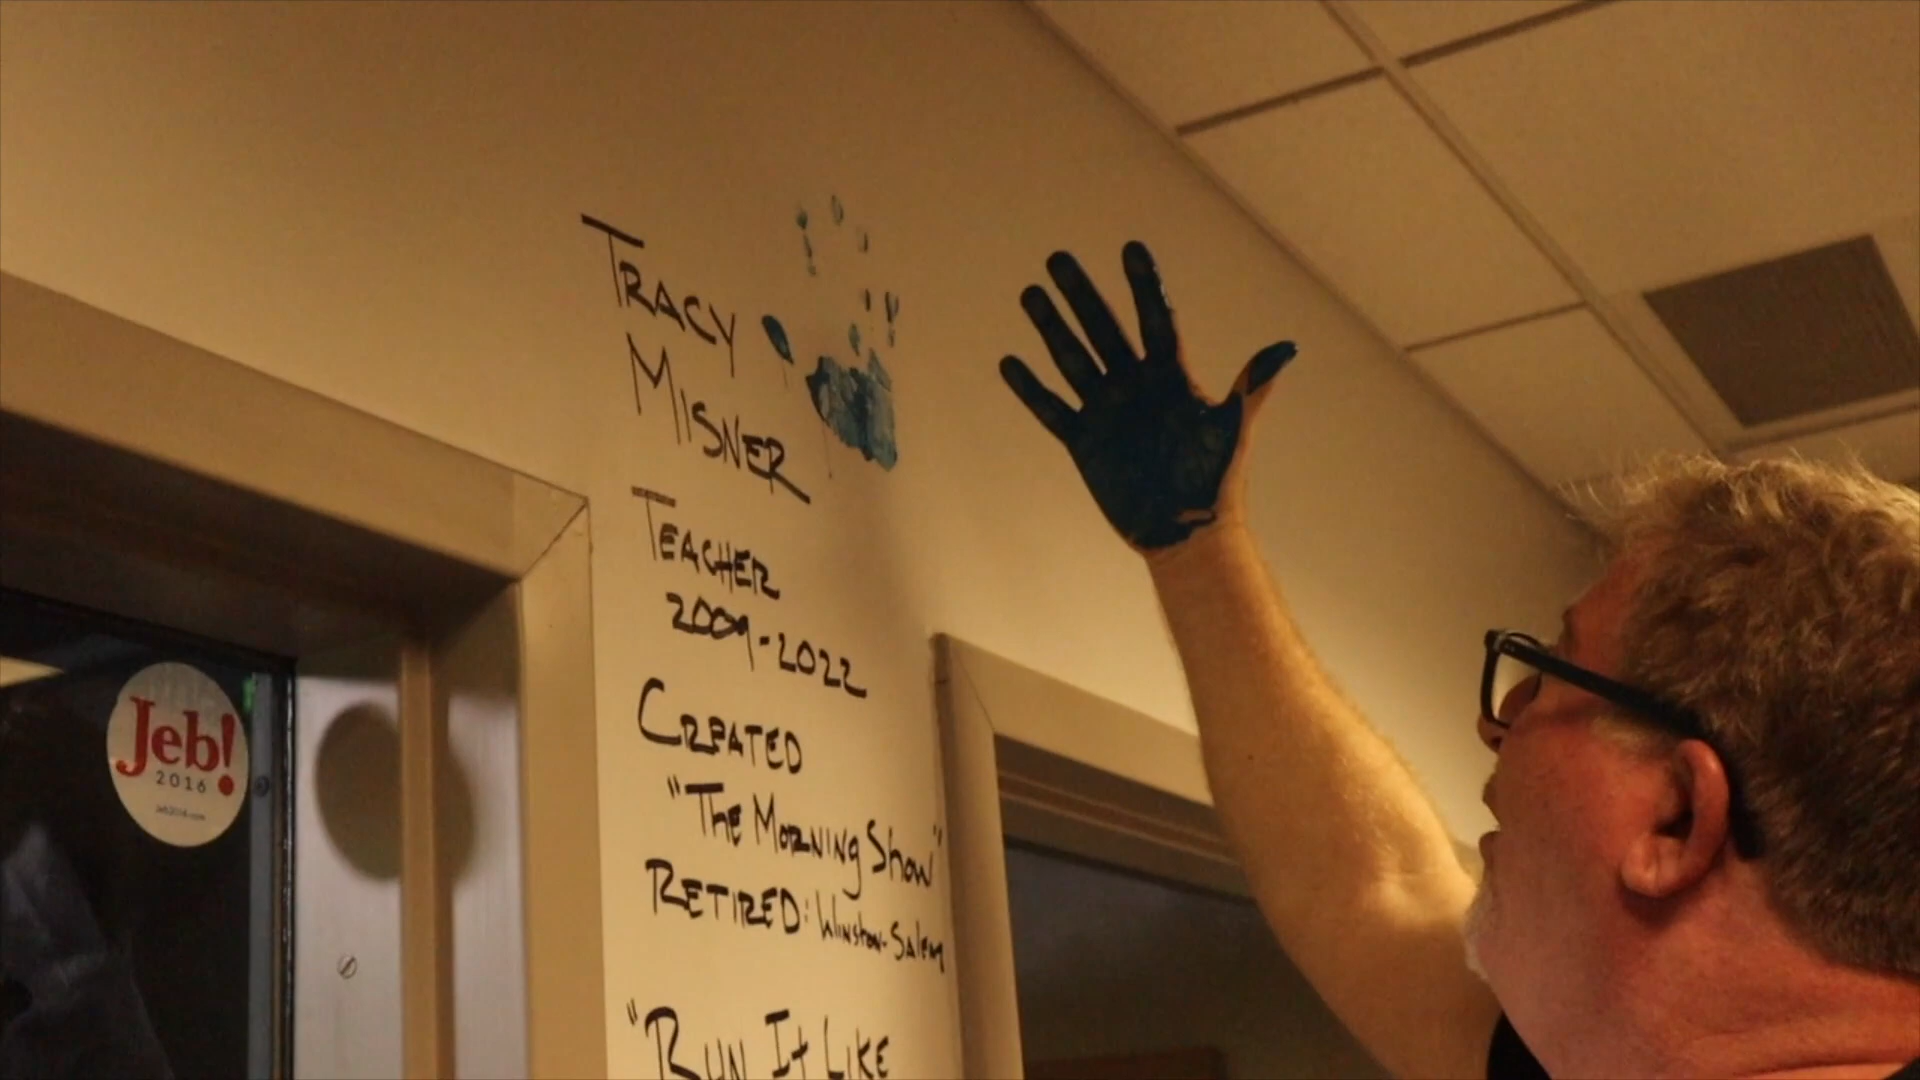 TRACY
MISNER
TEACHER
2009-2022
CREATED
"The MORNING Show"
RETIRED: Winston-Salem
"RUN It LIKE
Jeb!
2016
jeb2016.com